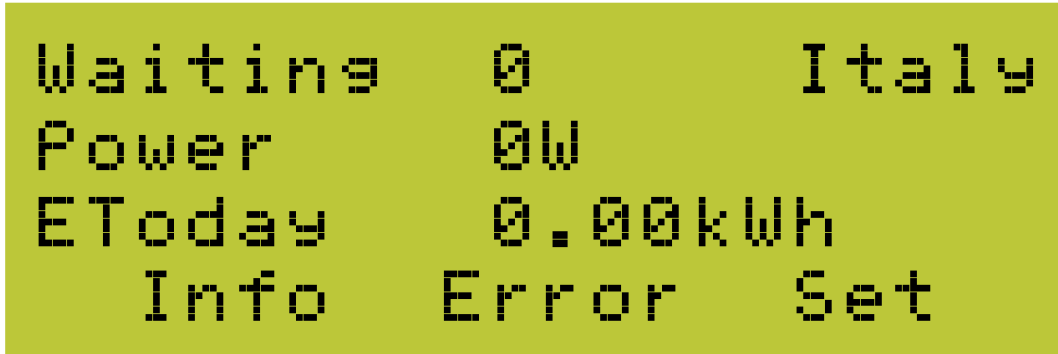 Waiting 0 Italy
Power 0W
EToday 0.00kWh
Info Error Set